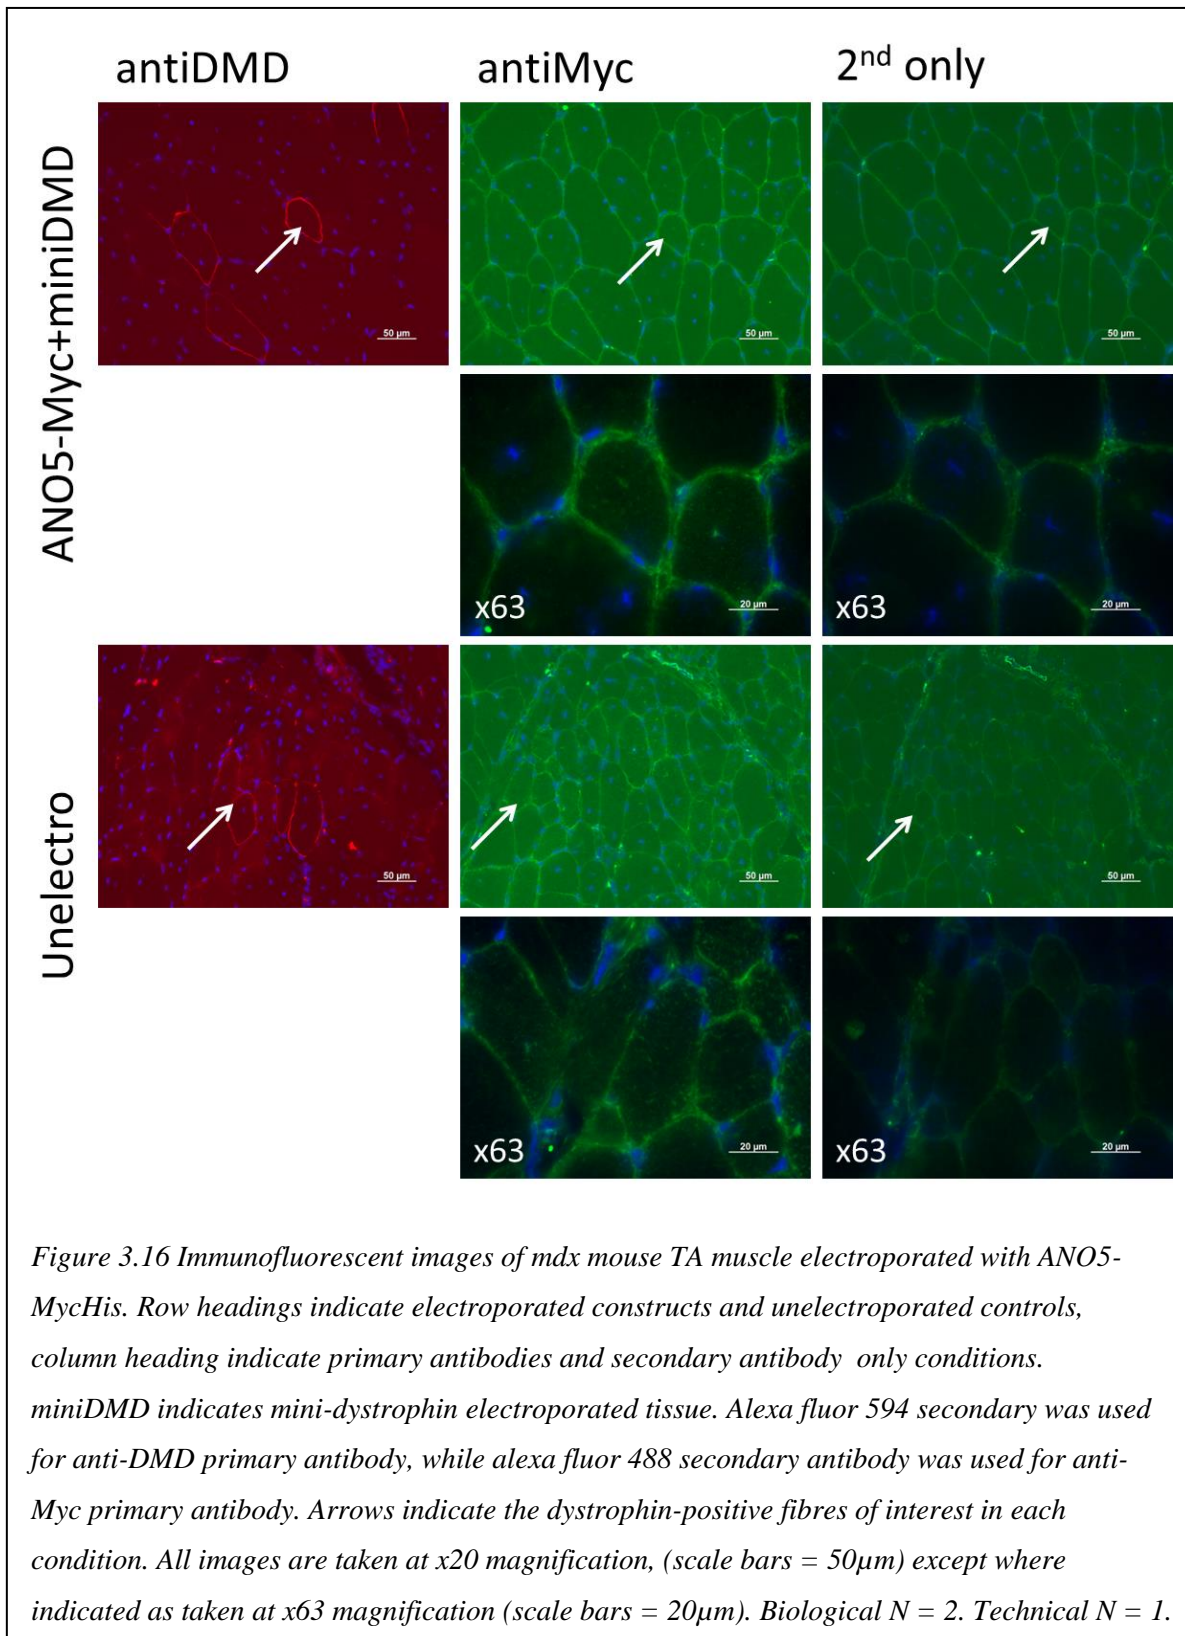 antiDMD antiMyc 2nd only
ANO5-Myc+miniDMD
50 µm 50 µm 50 µm
x63 20 µm x63 20 µm
Unelectro
50 µm 50 µm 50 µm
x63 20 µm x63 20 µm
Figure 3.16 Immunofluorescent images of mdx mouse TA muscle electroporated with ANO5-
MycHis. Row headings indicate electroporated constructs and unelectroporated controls,
column heading indicate primary antibodies and secondary antibody only conditions.
miniDMD indicates mini-dystrophin electroporated tissue. Alexa fluor 594 secondary was used
for anti-DMD primary antibody, while alexa fluor 488 secondary antibody was used for anti-
Myc primary antibody. Arrows indicate the dystrophin-positive fibres of interest in each
condition. All images are taken at x20 magnification, (scale bars = 50µm) except where
indicated as taken at x63 magnification (scale bars = 20µm). Biological N = 2. Technical N = 1.